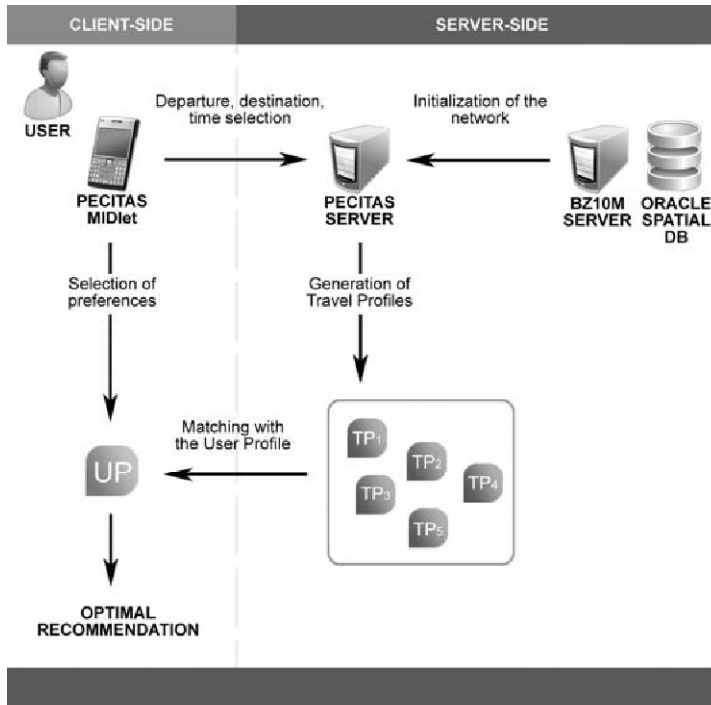 CLIENT-SIDE
SERVER-SIDE
USER
Departure, destination,
time selection
Initialization of the
network
PECITAS
MIDlet
PECITAS
SERVER
BZ10M
SERVER
ORACLE
SPATIAL
DB
Selection of
preferences
Generation of
Travel Profiles
Matching with
the User Profile
UP
TP1
TP2
TP3
TP4
TP5
OPTIMAL
RECOMMENDATION